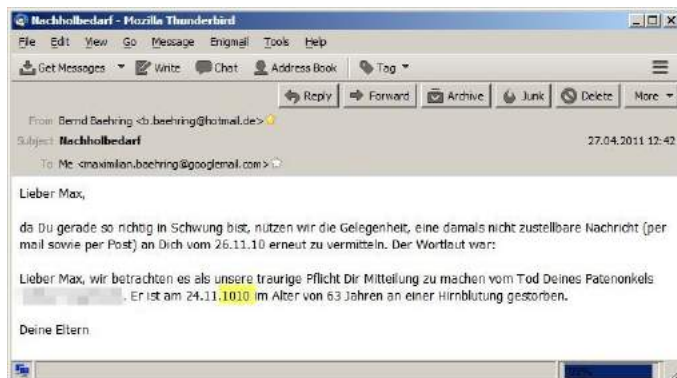 Nachholbedarf - Mozilla Thunderbird
File Edit View Go Message Enigmail Tools Help
Get Messages Write Chat Address Book Tag
Reply Forward Archive Junk Delete More
From Bernd Baehring <b.baehring@hotmail.de>
Subject Nachholbedarf 27.04.2011 12:42
To Me <maximilian.baehring@googlemail.com>
Lieber Max,
da Du gerade so richtig in Schwung bist, nützen wir die Gelegenheit, eine damals nicht zustellbare Nachricht (per
mail sowie per Post) an Dich vom 26.11.10 erneut zu vermitteln. Der Wortlaut war:
Lieber Max, wir betrachten es als unsere traurige Pflicht Dir Mitteilung zu machen vom Tod Deines Patenonkels
. Er ist am 24.11.1010 im Alter von 63 Jahren an einer Hirnblutung gestorben.
Deine Eltern